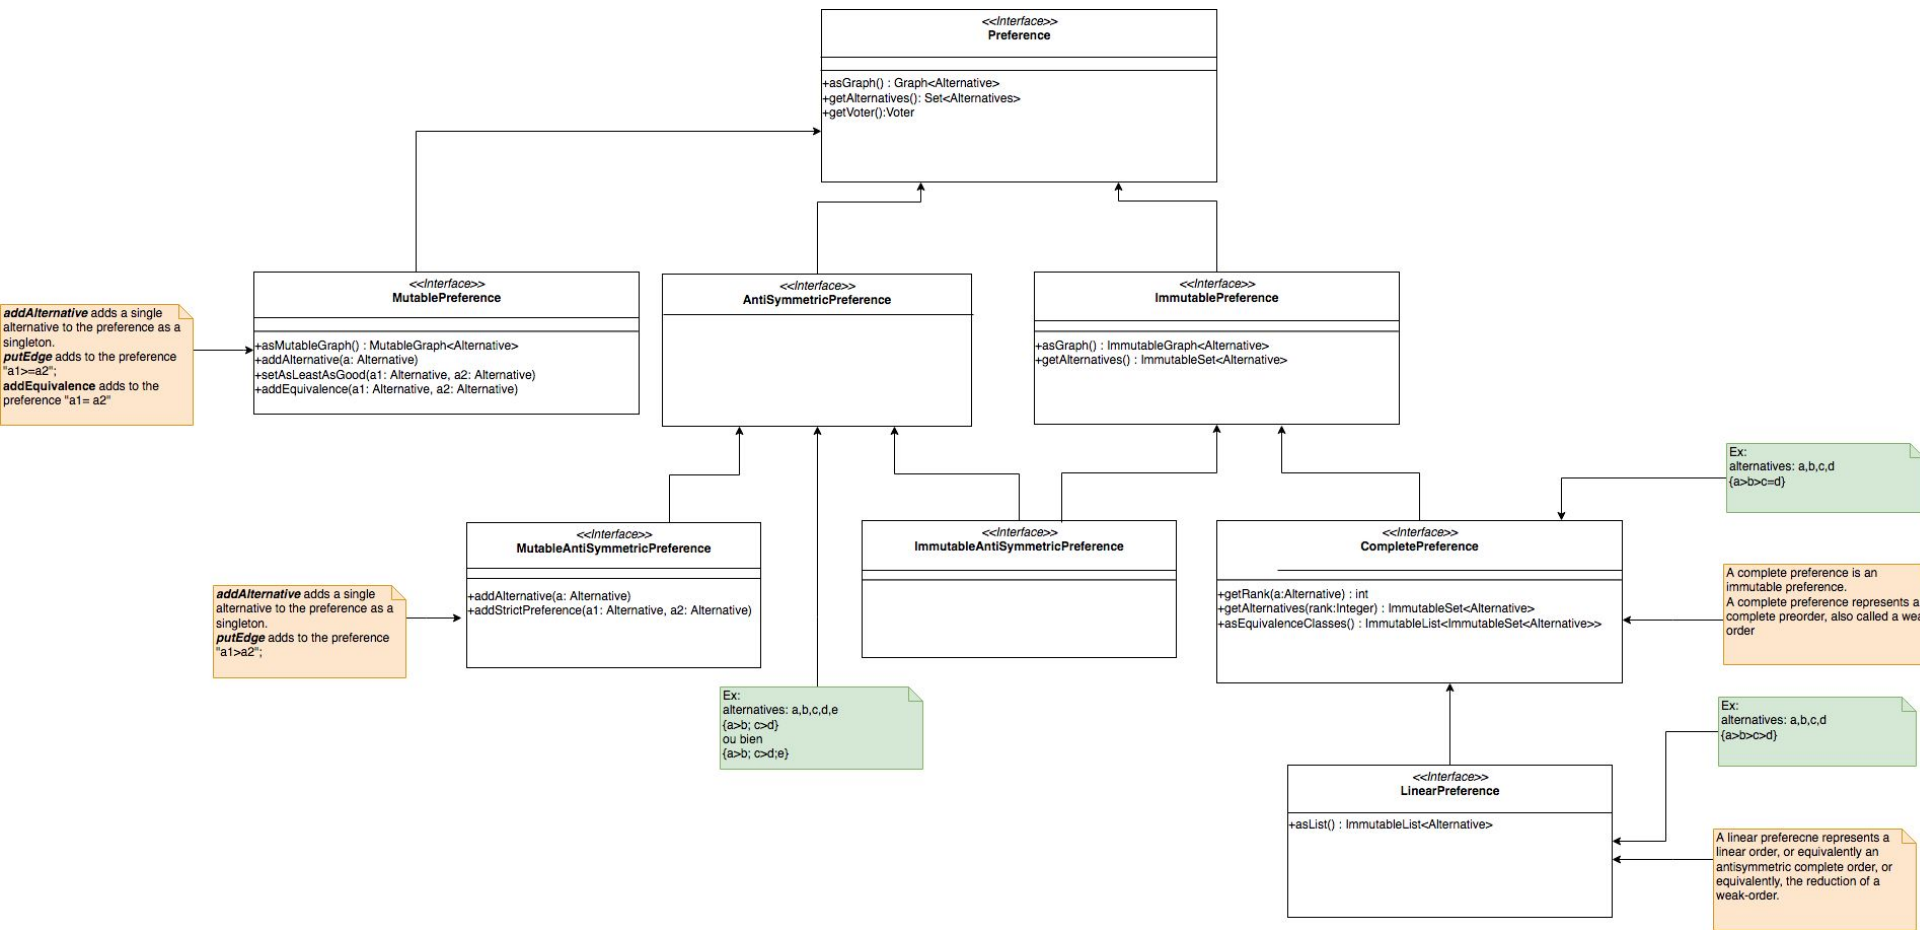 <<Interface>>
Preference
+asGraph() : Graph<Alternative>
+getAlternatives(): Set<Alternatives>
+getVoter():Voter
<<Interface>>
MutablePreference
+asMutableGraph() : MutableGraph<Alternative>
+addAlternative(a: Alternative)
+setAsLeastAsGood(a1: Alternative, a2: Alternative)
+addEquivalence(a1: Alternative, a2: Alternative)
<<Interface>>
AntiSymmetricPreference
<<Interface>>
ImmutablePreference
+asGraph() : ImmutableGraph<Alternative>
+getAlternatives() : ImmutableSet<Alternative>
addAlternative adds a single
alternative to the preference as a
singleton.
putEdge adds to the preference
"a1>=a2";
addEquivalence adds to the
preference "a1= a2"
Ex:
alternatives: a,b,c,d
{a>b>c=d}
<<Interface>>
MutableAntiSymmetricPreference
+addAlternative(a: Alternative)
+addStrictPreference(a1: Alternative, a2: Alternative)
<<Interface>>
ImmutableAntiSymmetricPreference
<<Interface>>
CompletePreference
+getRank(a:Alternative) : int
+getAlternatives(rank:Integer) : ImmutableSet<Alternative>
+asEquivalenceClasses() : ImmutableList<ImmutableSet<Alternative>>
A complete preference is an
immutable preference.
A complete preference represents a
complete preorder, also called a wea
order
addAlternative adds a single
alternative to the preference as a
singleton.
putEdge adds to the preference
"a1>a2";
Ex:
alternatives: a,b,c,d,e
{a>b; c>d}
ou bien
{a>b; c>d;e}
Ex:
alternatives: a,b,c,d
{a>b>c>d}
<<Interface>>
LinearPreference
+asList() : ImmutableList<Alternative>
A linear preferecne represents a
linear order, or equivalently an
antisymmetric complete order, or
equivalently, the reduction of a
weak-order.